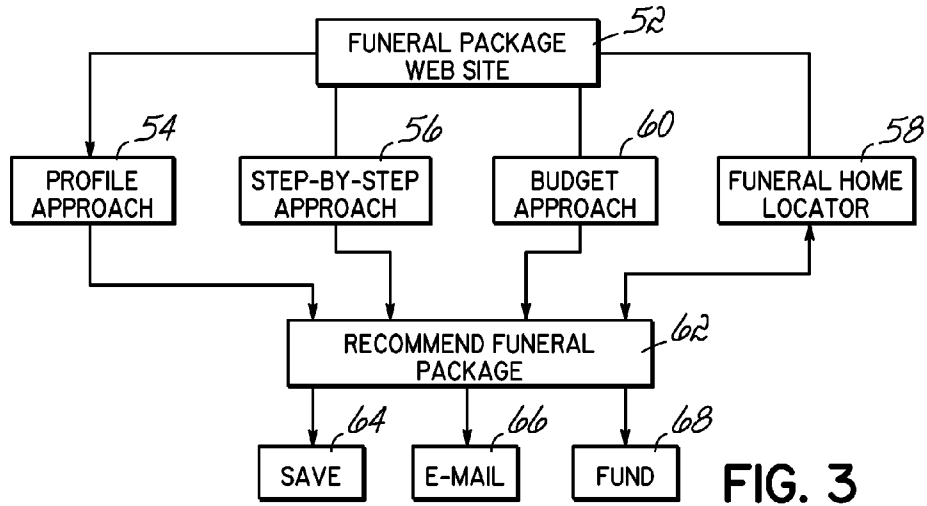 FUNERAL PACKAGE
WEB SITE
52
54
56
60
58
PROFILE
APPROACH
STEP-BY-STEP
APPROACH
BUDGET
APPROACH
FUNERAL HOME
LOCATOR
RECOMMEND FUNERAL
PACKAGE
62
64
66
68
SAVE
E-MAIL
FUND
FIG. 3